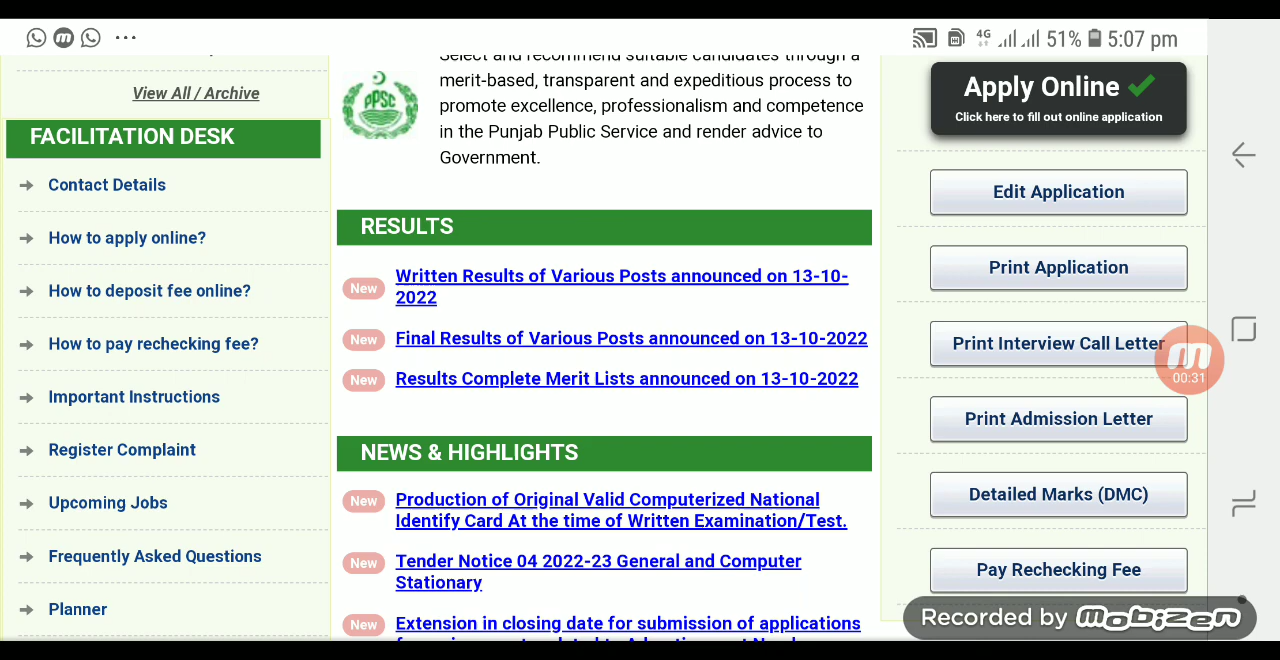 51% 5:07 pm
4G
View All / Archive
FACILITATION DESK
Contact Details
How to apply online?
How to deposit fee online?
How to pay rechecking fee?
Important Instructions
Register Complaint
Upcoming Jobs
Frequently Asked Questions
Planner
PPSC
Select and recommend suitable candidates through a
merit-based, transparent and expeditious process to
promote excellence, professionalism and competence
in the Punjab Public Service and render advice to
Government.
RESULTS
New Written Results of Various Posts announced on 13-10-
2022
New Final Results of Various Posts announced on 13-10-2022
New Results Complete Merit Lists announced on 13-10-2022
NEWS & HIGHLIGHTS
New Production of Original Valid Computerized National
Identify Card At the time of Written Examination/Test.
New Tender Notice 04 2022-23 General and Computer
Stationary
New Extension in closing date for submission of applications
Apply Online
Click here to fill out online application
Edit Application
Print Application
Print Interview Call Letter
00:31
Print Admission Letter
Detailed Marks (DMC)
Pay Rechecking Fee
Recorded by mobizen